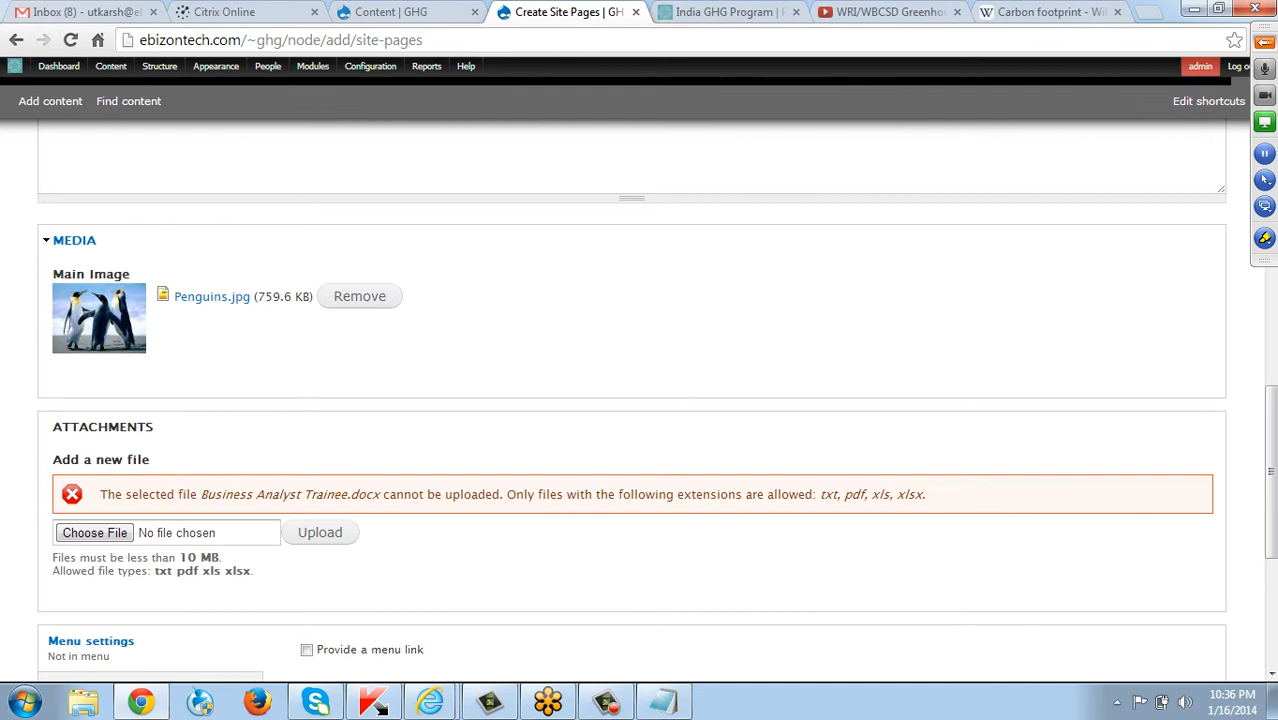 Inbox (8) - utkarsh@el
Citrix Online
Content | GHG
Create Site Pages | GH
India GHG Program |
WRI/WBCSD Greenho
Carbon footprint - Wi
ebizontech.com/~ghg/node/add/site-pages
Dashboard Content Structure Appearance People Modules Configuration Reports Help admin Log o
Add content Find content Edit shortcuts
MEDIA
Main Image
Penguins.jpg (759.6 KB) Remove
ATTACHMENTS
Add a new file
The selected file Business Analyst Trainee.docx cannot be uploaded. Only files with the following extensions are allowed: txt, pdf, xls, xlsx.
Choose File No file chosen Upload
Files must be less than 10 MB.
Allowed file types: txt pdf xls xlsx.
Menu settings
Not in menu
Provide a menu link
10:36 PM
1/16/2014